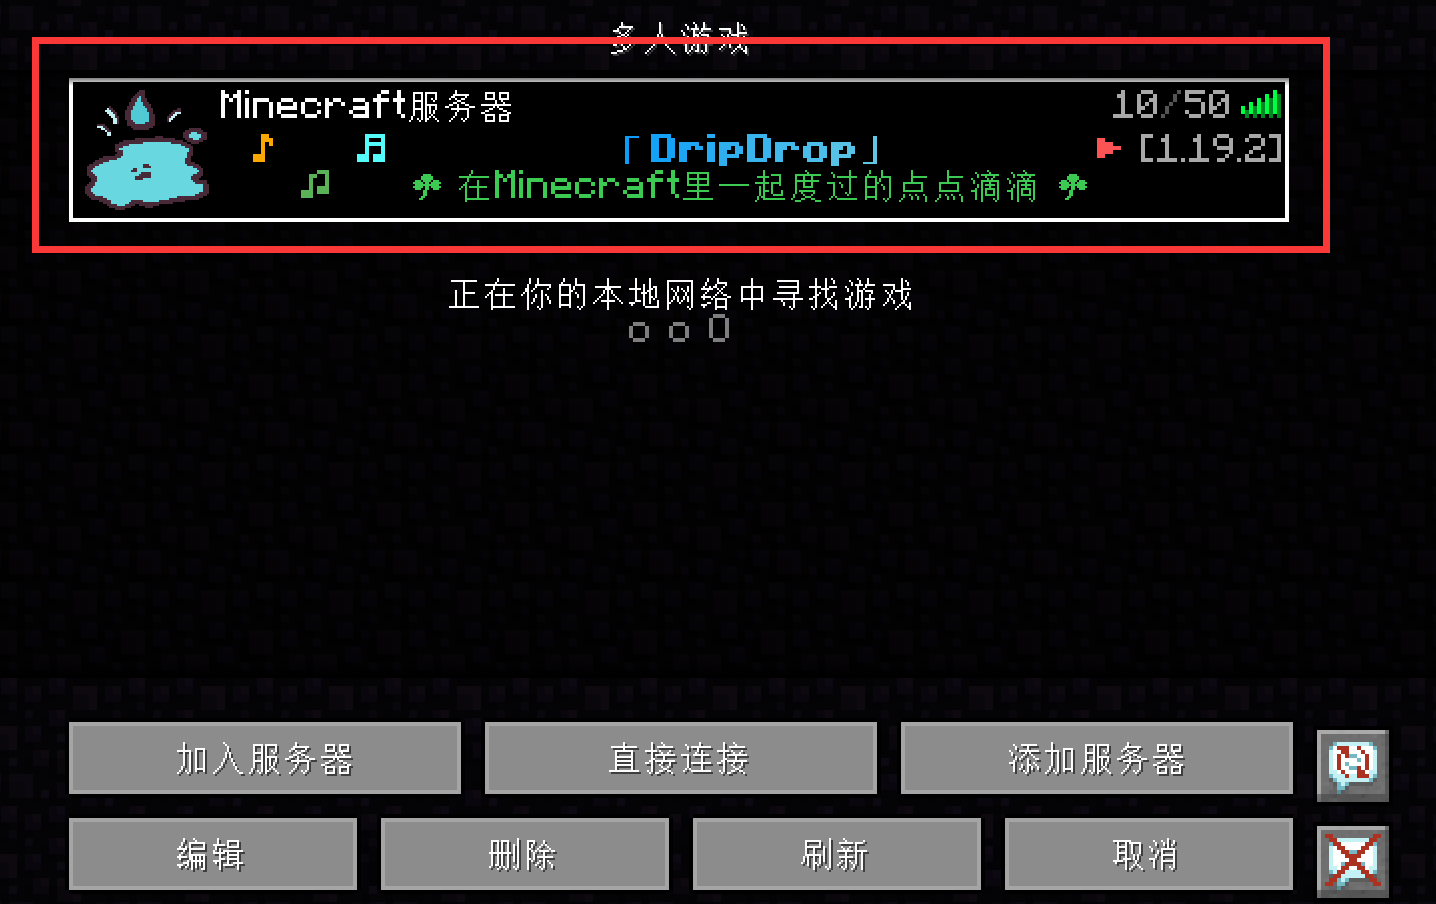 多人游戏
Minecraft服务器 10/50
♪ ♬ 「DripDrop」 ► [1.19.2]
♫ ☘ 在Minecraft里一起度过的点点滴滴 ☘
正在你的本地网络中寻找游戏
o o O
加入服务器 直接连接 添加服务器
编辑 删除 刷新 取消